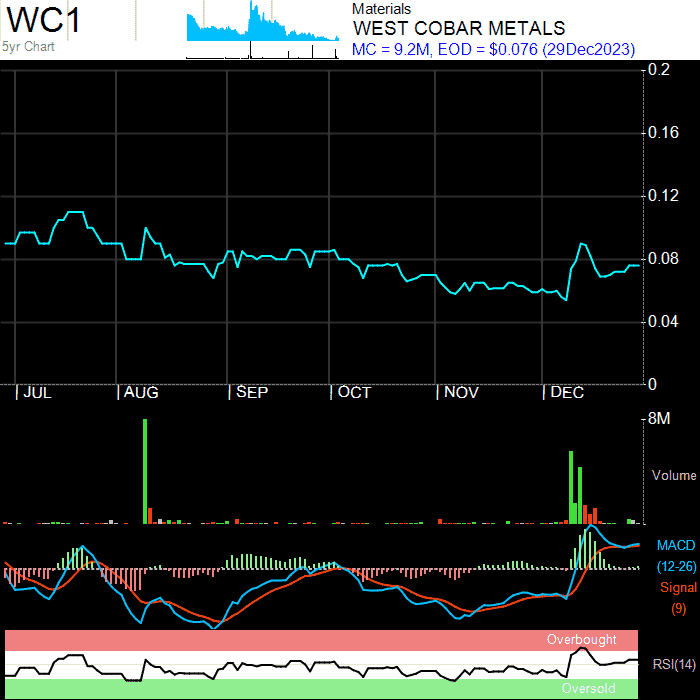 WC1
5yr Chart
Materials
WEST COBAR METALS
MC = 9.2M, EOD = $0.076 (29Dec2023)
0.2
0.16
0.12
0.08
0.04
0
JUL AUG SEP OCT NOV DEC
8M
Volume
MACD
(12-26)
Signal
(9)
Overbought
RSI(14)
Oversold